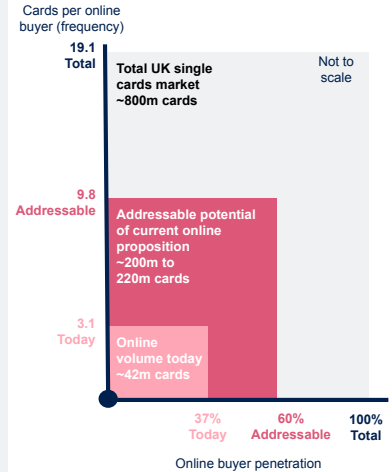 Cards per online
buyer (frequency)
19.1
Total
Total UK single
cards market
~800m cards
Not to
scale
9.8
Addressable
Addressable potential
of current online
proposition
~200m to
220m cards
3.1
Today
Online
volume today
~42m cards
37%
Today
60%
Addressable
100%
Total
Online buyer penetration